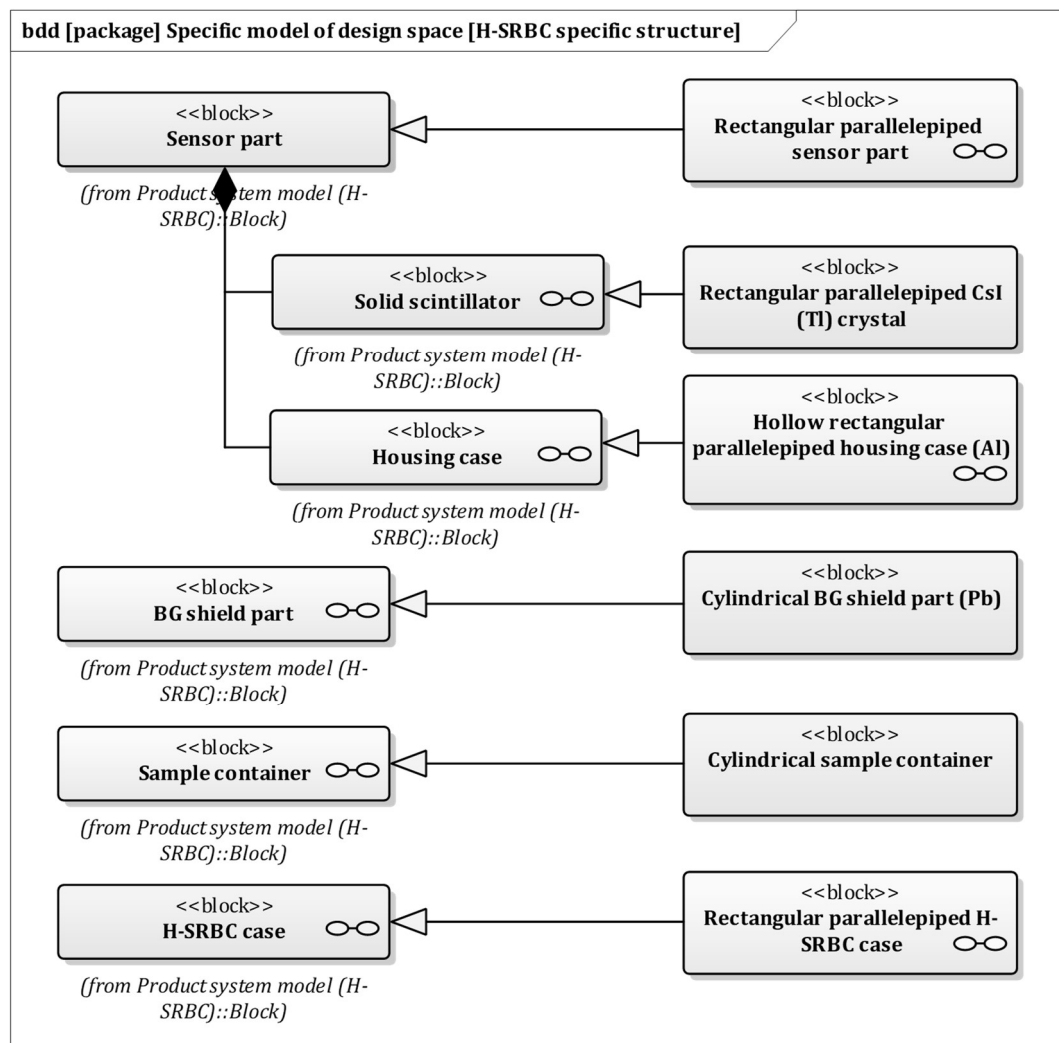 bdd [package] Specific model of design space [H-SRBC specific structure]
<<block>>
Sensor part
(from Product system model (H-
SRBC)::Block)
<<block>>
Rectangular parallelepiped
sensor part
<<block>>
Solid scintillator
(from Product system model (H-
SRBC)::Block)
<<block>>
Rectangular parallelepiped CsI
(Tl) crystal
<<block>>
Housing case
(from Product system model (H-
SRBC)::Block)
<<block>>
Hollow rectangular
parallelepiped housing case (Al)
<<block>>
BG shield part
(from Product system model (H-
SRBC)::Block)
<<block>>
Cylindrical BG shield part (Pb)
<<block>>
Sample container
(from Product system model (H-
SRBC)::Block)
<<block>>
Cylindrical sample container
<<block>>
H-SRBC case
(from Product system model (H-
SRBC)::Block)
<<block>>
Rectangular parallelepiped H-
SRBC case